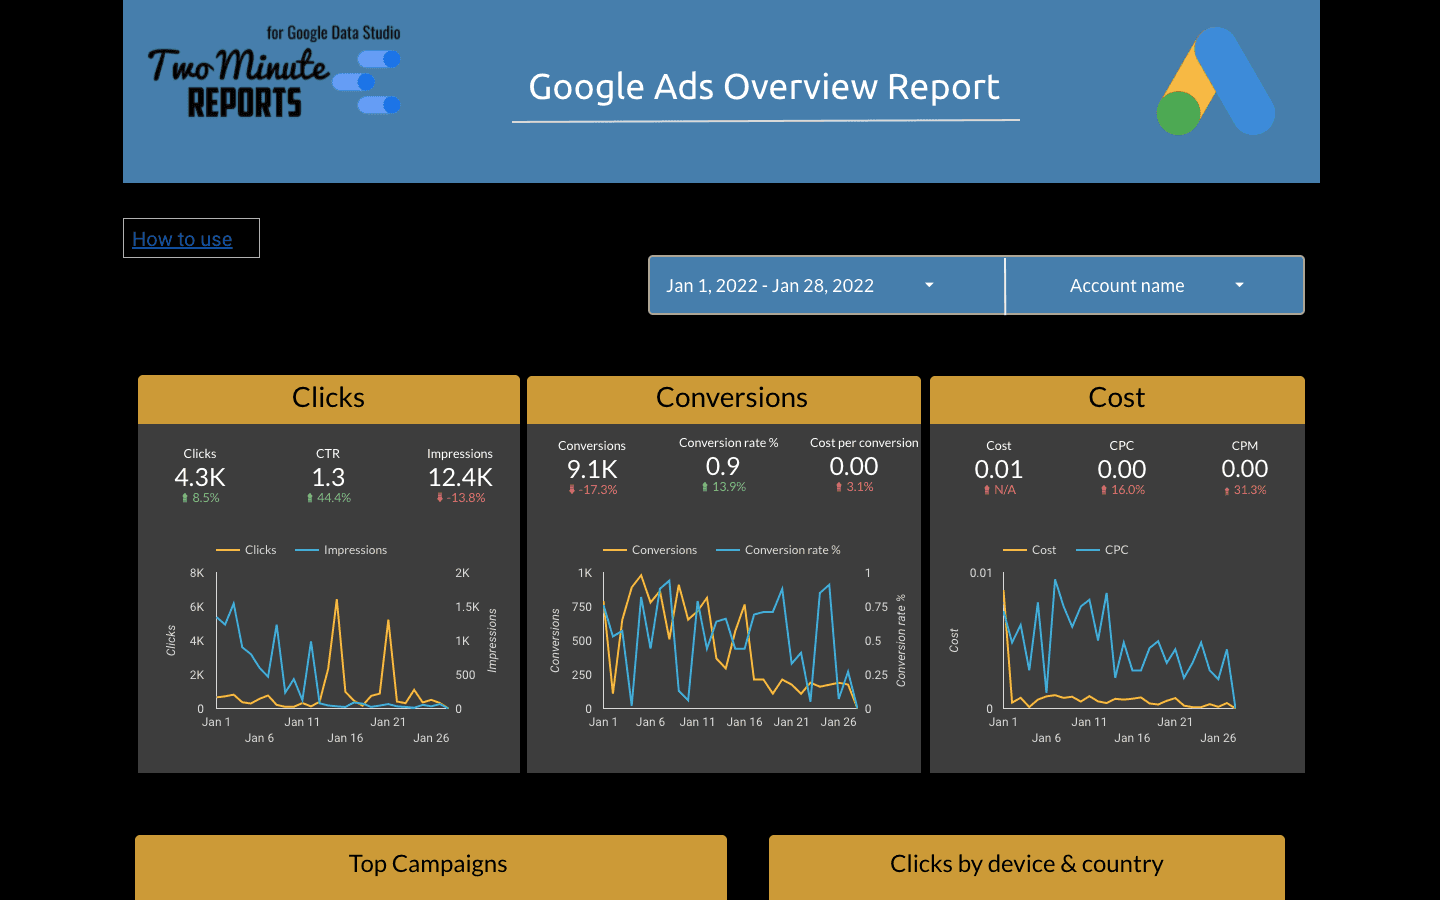 for Google Data Studio
Two Minute
REPORTS
Google Ads Overview Report
How to use
Jan 1, 2022 - Jan 28, 2022
Account name
Clicks
Clicks
4.3K
8.5%
CTR
1.3
44.4%
Impressions
12.4K
-13.8%
Clicks
Impressions
8K
6K
4K
2K
0
Clicks
2K
1.5K
1K
500
0
Impressions
Jan 1
Jan 6
Jan 11
Jan 16
Jan 21
Jan 26
Conversions
Conversions
9.1K
-17.3%
Conversion rate %
0.9
13.9%
Cost per conversion
0.00
3.1%
Conversions
Conversion rate %
1K
750
500
250
0
Conversions
1
0.75
0.5
0.25
0
Conversion rate %
Jan 1
Jan 6
Jan 11
Jan 16
Jan 21
Jan 26
Cost
Cost
0.01
N/A
CPC
0.00
16.0%
CPM
0.00
31.3%
Cost
CPC
0.01
0
Cost
Jan 1
Jan 6
Jan 11
Jan 16
Jan 21
Jan 26
Top Campaigns
Clicks by device & country